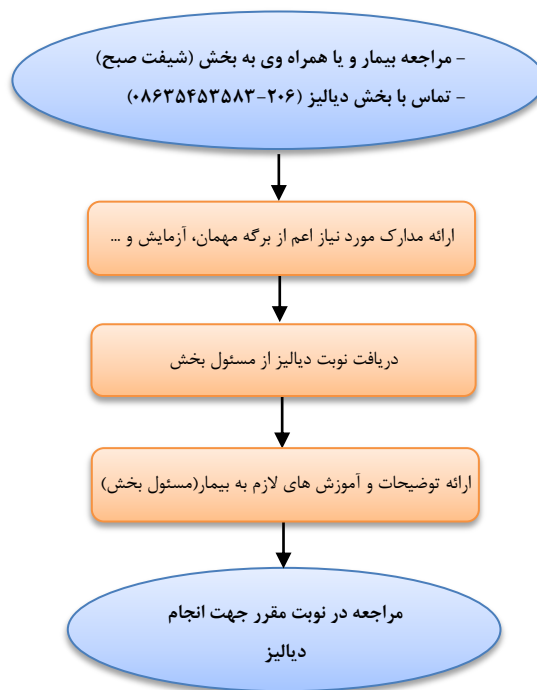 - مراجعه بیمار و یا همراه وی به بخش (شیفت صبح)
- تماس با بخش دیالیز (۲۰۶-۰۸۶۳۵۴۵۳۵۸۳)
ارائه مدارک مورد نیاز اعم از برگه مهمان، آزمایش و ...
دریافت نوبت دیالیز از مسئول بخش
ارائه توضیحات و آموزش های لازم به بیمار(مسئول بخش)
مراجعه در نوبت مقرر جهت انجام
دیالیز